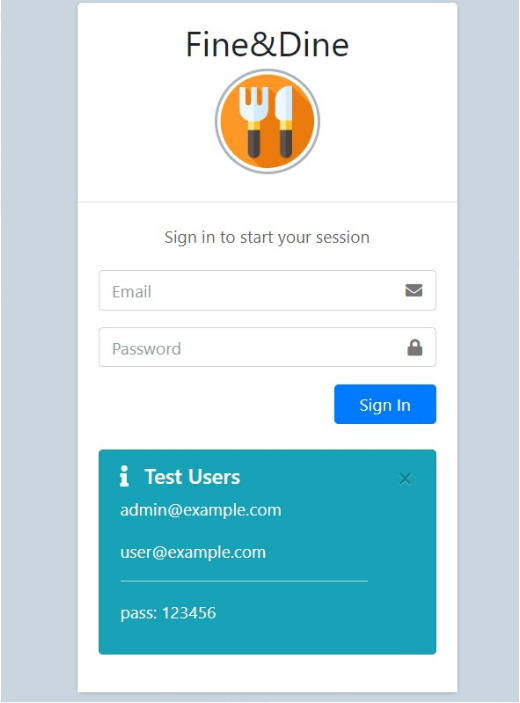 Fine&Dine
Sign in to start your session
Email
Password
Sign In
Test Users
admin@example.com
user@example.com
pass: 123456